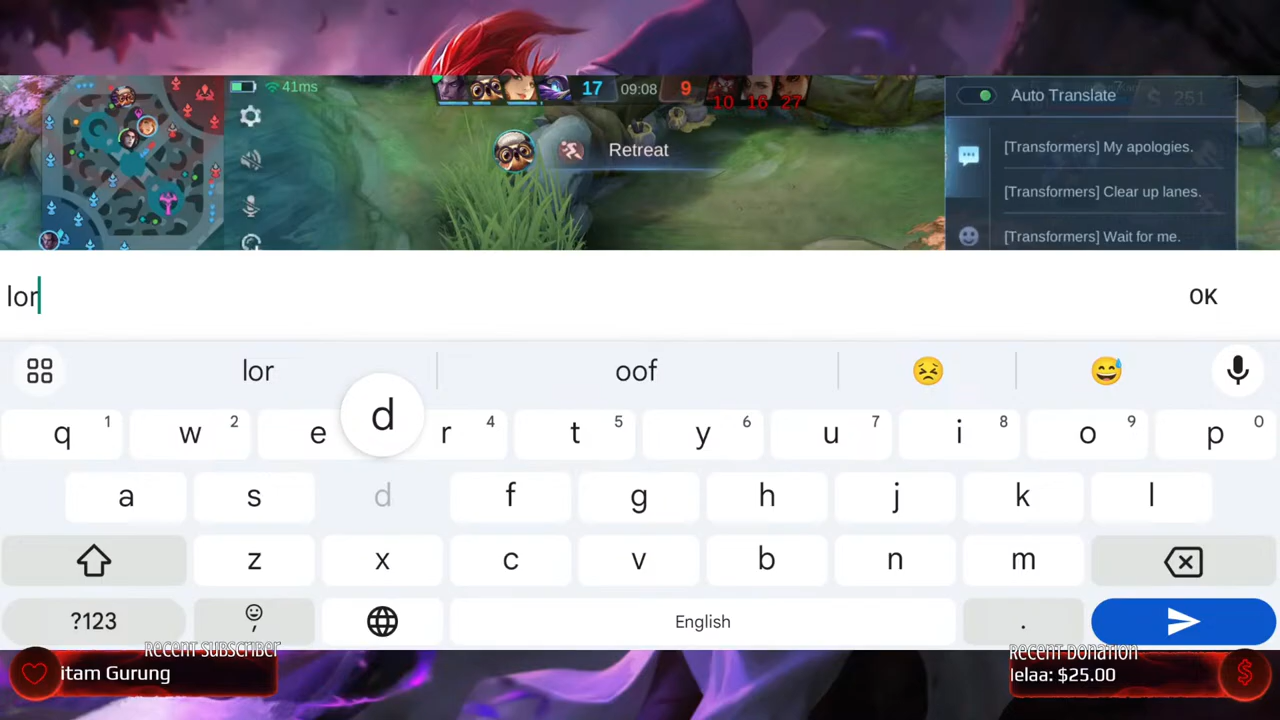 41ms
17 09:08 9
10 16 27
Retreat
Auto Translate
251
[Transformers] My apologies.
[Transformers] Clear up lanes.
[Transformers] Wait for me.
lor
OK
lor oof
d
q 1 w 2 e r 4 t 5 y 6 u 7 i 8 o 9 p 0
a s d f g h j k l
z x c v b n m
?123 , English .
RECENT SUBSCRIBER
itam Gurung
RECENT DONATION
lelaa: $25.00
$